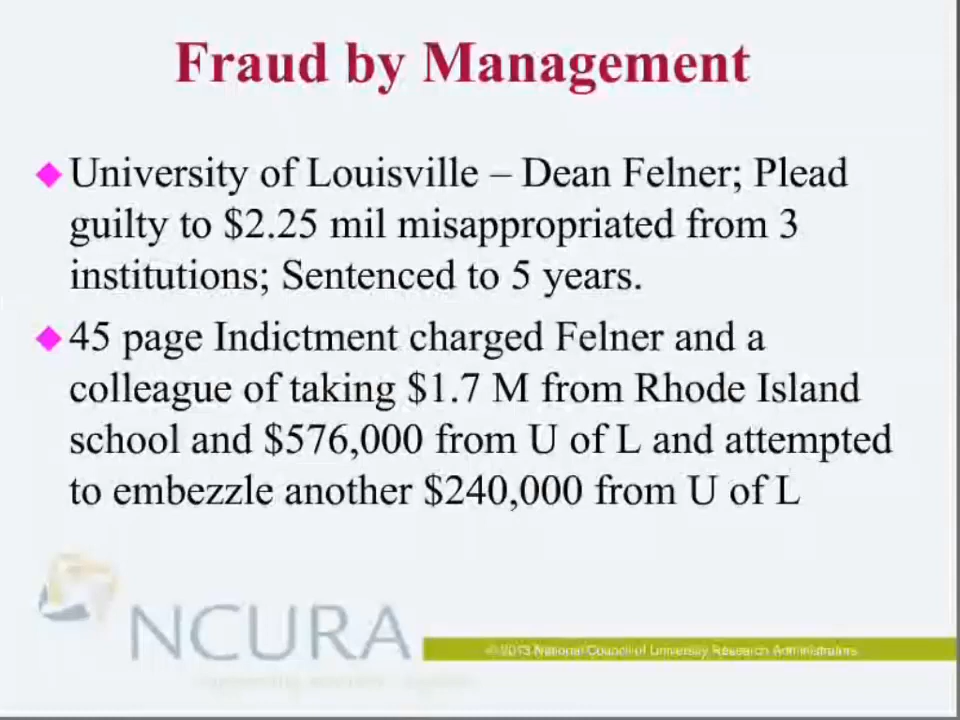 Fraud by Management
◆ University of Louisville – Dean Felner; Plead
guilty to $2.25 mil misappropriated from 3
institutions; Sentenced to 5 years.
◆ 45 page Indictment charged Felner and a
colleague of taking $1.7 M from Rhode Island
school and $576,000 from U of L and attempted
to embezzle another $240,000 from U of L
NCURA
© 2013 National Council of University Research Administrators